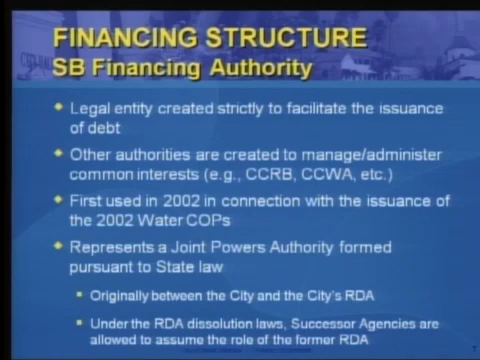 FINANCING STRUCTURE
SB Financing Authority
Legal entity created strictly to facilitate the issuance
of debt
Other authorities are created to manage/administer
common interests (e.g., CCRB, CCWA, etc.)
First used in 2002 in connection with the issuance of
the 2002 Water COPs
Represents a Joint Powers Authority formed
pursuant to State law
Originally between the City and the City's RDA
Under the RDA dissolution laws, Successor Agencies are
allowed to assume the role of the former RDA